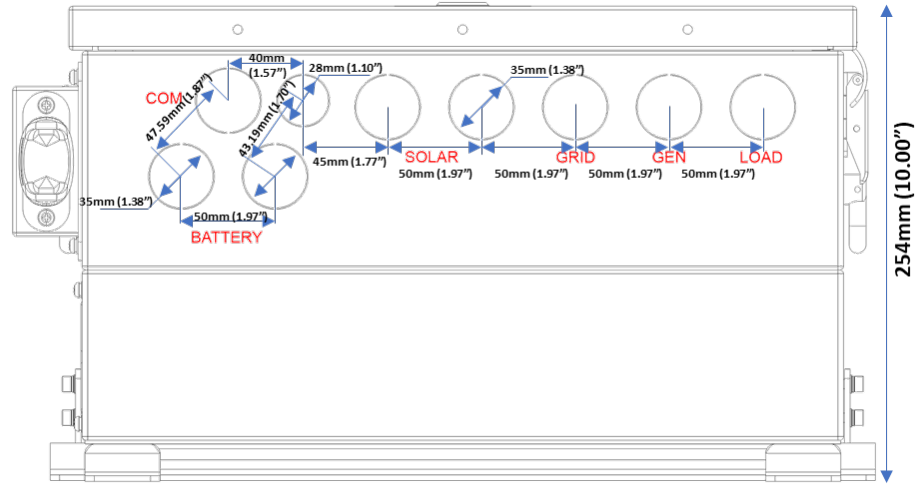 40mm
(1.57”)
28mm (1.10”)
35mm (1.38”)
COM
47.59mm(1.87”)
43.19mm(1.70”)
45mm (1.77”)
SOLAR
GRID
GEN
LOAD
50mm (1.97”)
50mm (1.97”)
50mm (1.97”)
50mm (1.97”)
35mm (1.38”)
50mm (1.97”)
BATTERY
254mm (10.00”)